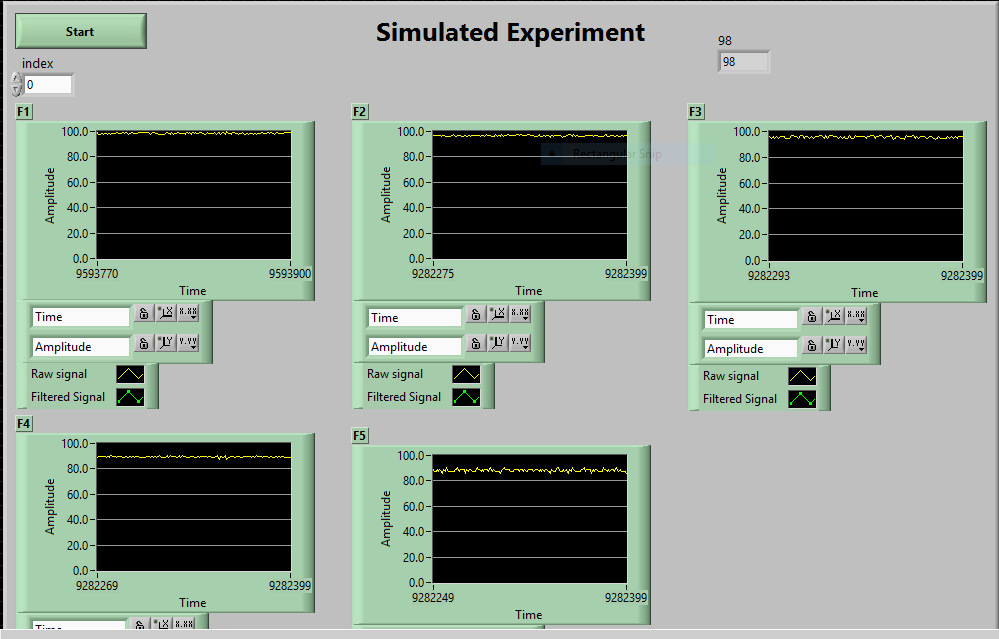 Start
Simulated Experiment
98
98
index
0
F1
100.0
80.0
60.0
40.0
20.0
0.0
Amplitude
9593770
9593900
Time
Time
Amplitude
Raw signal
Filtered Signal
F2
100.0
80.0
60.0
40.0
20.0
0.0
Amplitude
Rectangular Snip
9282275
9282399
Time
Time
Amplitude
Raw signal
Filtered Signal
F3
100.0
80.0
60.0
40.0
20.0
0.0
Amplitude
9282293
9282399
Time
Time
Amplitude
Raw signal
Filtered Signal
F4
100.0
80.0
60.0
40.0
20.0
0.0
Amplitude
9282269
9282399
Time
Time
F5
100.0
80.0
60.0
40.0
20.0
0.0
Amplitude
9282249
9282399
Time